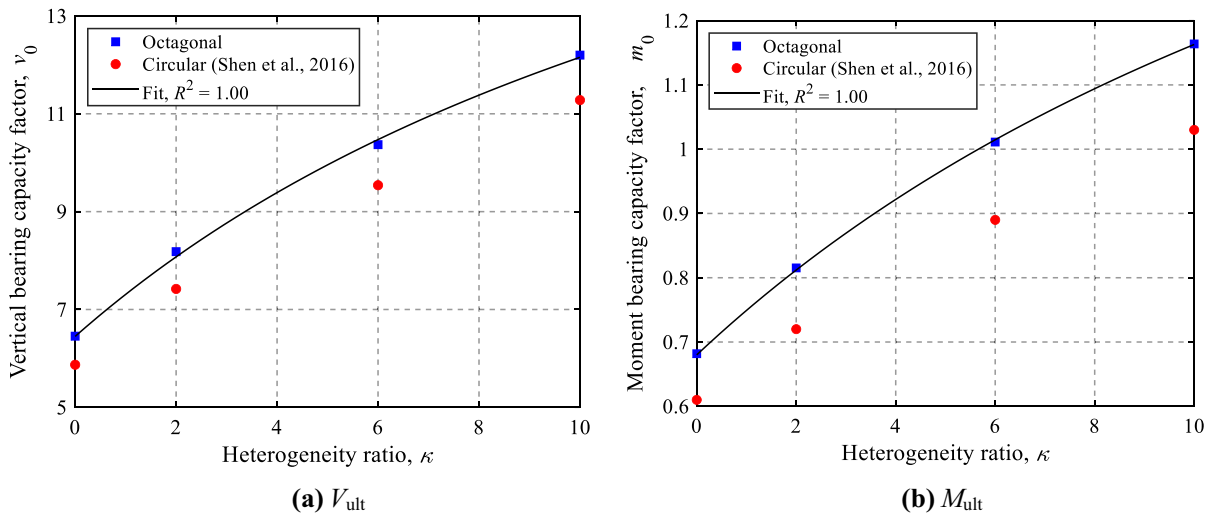 13
11
9
7
5
Vertical bearing capacity factor, v₀
Octagonal
Circular (Shen et al., 2016)
Fit, R² = 1.00
0 2 4 6 8 10
Heterogeneity ratio, κ
(a) V_ult
1.2
1.1
1
0.9
0.8
0.7
0.6
Moment bearing capacity factor, m₀
Octagonal
Circular (Shen et al., 2016)
Fit, R² = 1.00
0 2 4 6 8 10
Heterogeneity ratio, κ
(b) M_ult